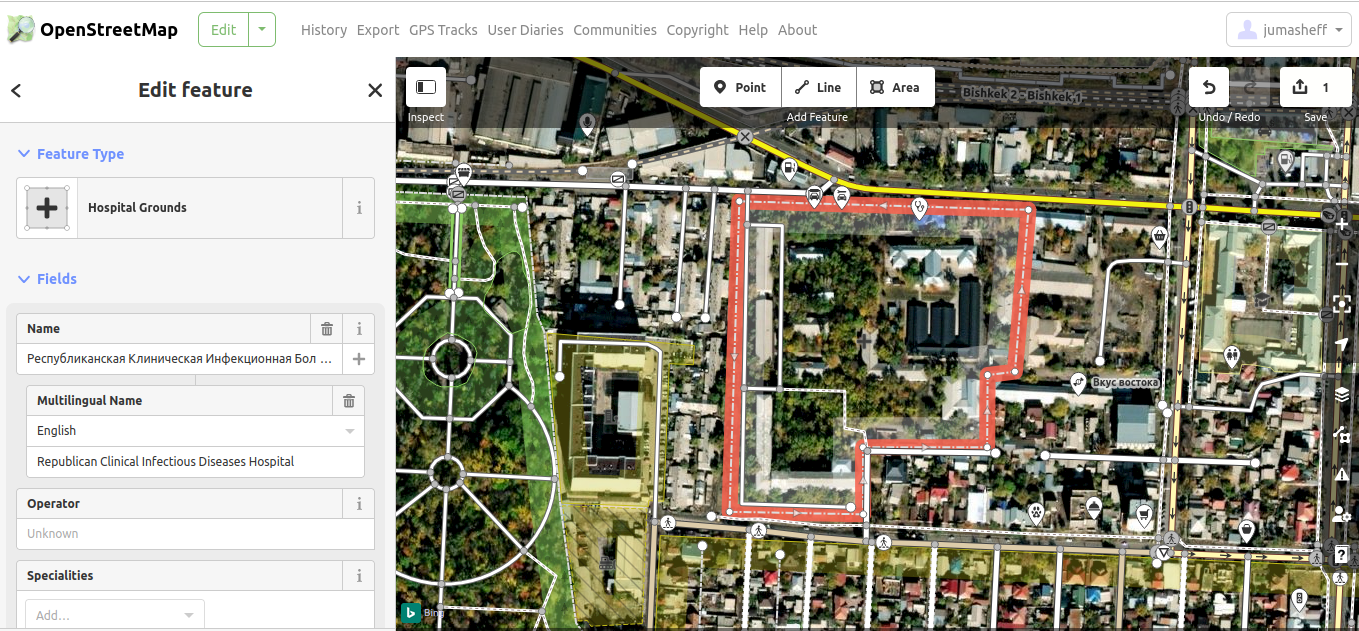 OpenStreetMap
Edit
History Export GPS Tracks User Diaries Communities Copyright Help About
jumasheff
Edit feature
Inspect
Point
Line
Area
Add Feature
Undo / Redo
1
Save
Feature Type
Hospital Grounds
Fields
Name
Республиканская Клиническая Инфекционная Бол ...
Multilingual Name
English
Republican Clinical Infectious Diseases Hospital
Operator
Unknown
Specialities
Add...
Bishkek 2 - Bishkek 1
Вкус востока
Bing